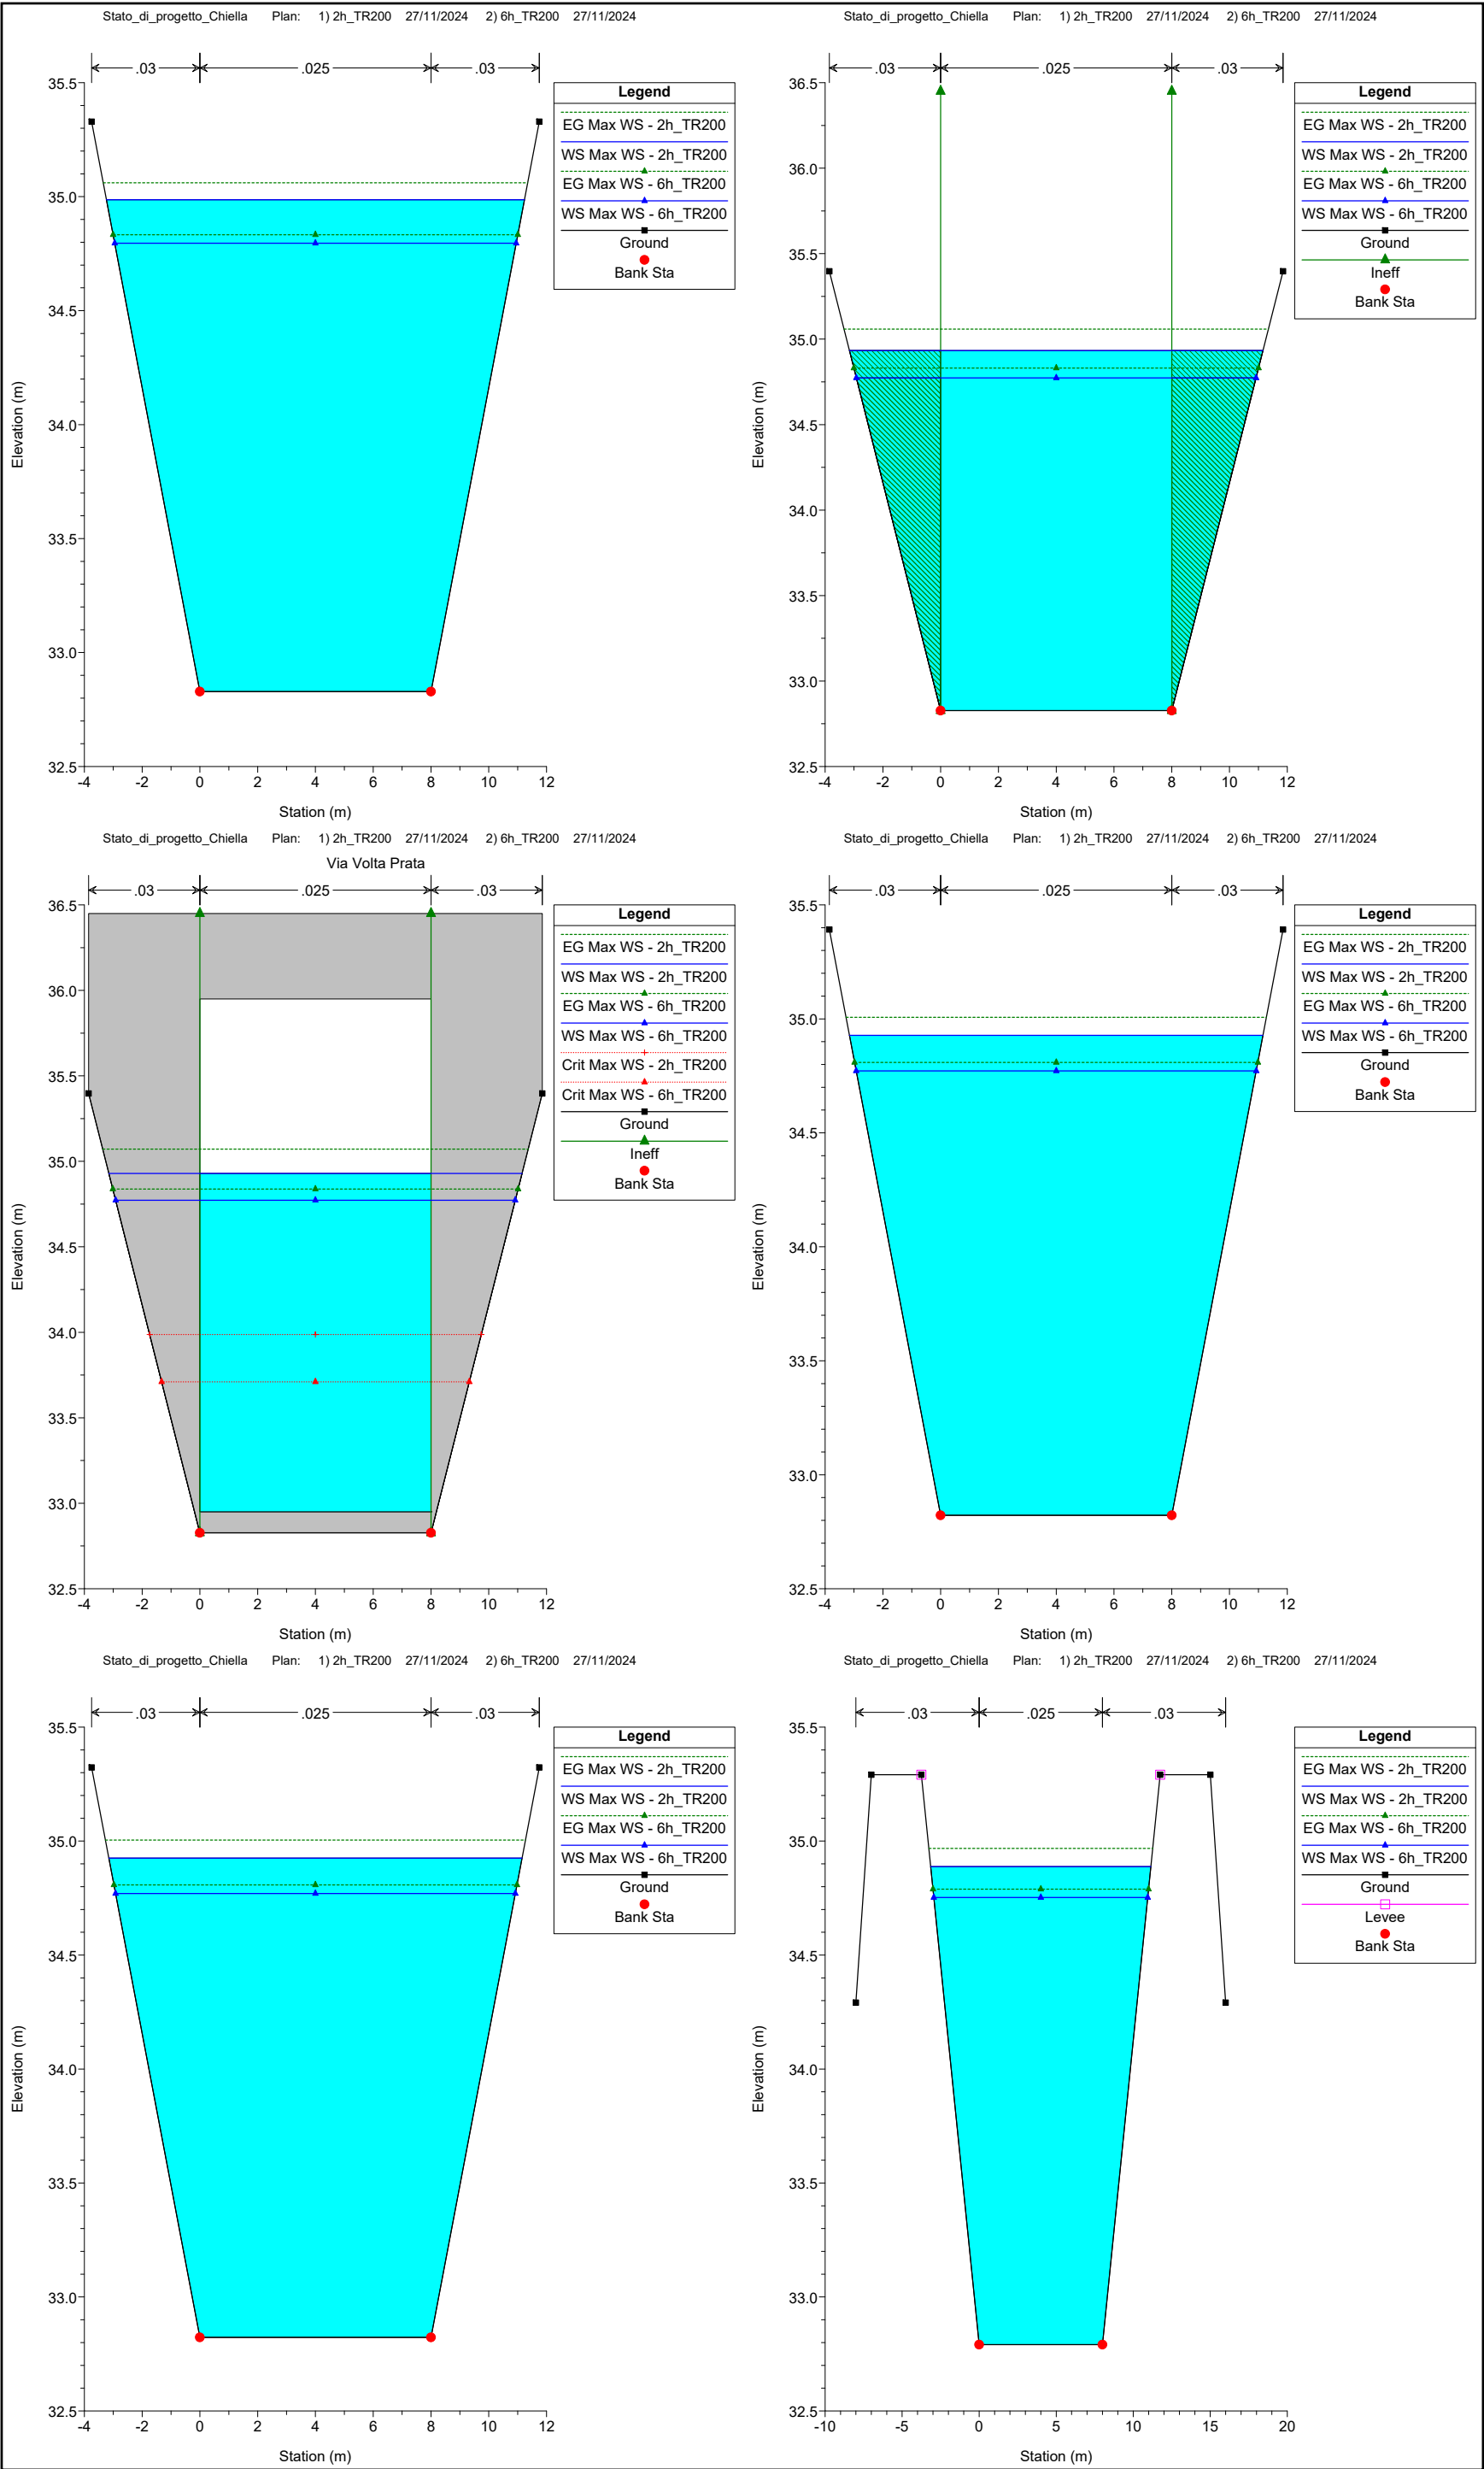 Stato_di_progetto_Chiella Plan: 1) 2h_TR200 27/11/2024 2) 6h_TR200 27/11/2024
.03 .025 .03
35.5
35.0
34.5
34.0
33.5
33.0
32.5
Elevation (m)
-4 -2 0 2 4 6 8 10 12
Station (m)
Legend
EG Max WS - 2h_TR200
WS Max WS - 2h_TR200
EG Max WS - 6h_TR200
WS Max WS - 6h_TR200
Ground
Bank Sta
Stato_di_progetto_Chiella Plan: 1) 2h_TR200 27/11/2024 2) 6h_TR200 27/11/2024
.03 .025 .03
36.5
36.0
35.5
35.0
34.5
34.0
33.5
33.0
32.5
Elevation (m)
-4 -2 0 2 4 6 8 10 12
Station (m)
Legend
EG Max WS - 2h_TR200
WS Max WS - 2h_TR200
EG Max WS - 6h_TR200
WS Max WS - 6h_TR200
Ground
Ineff
Bank Sta
Stato_di_progetto_Chiella Plan: 1) 2h_TR200 27/11/2024 2) 6h_TR200 27/11/2024
Via Volta Prata
.03 .025 .03
36.5
36.0
35.5
35.0
34.5
34.0
33.5
33.0
32.5
Elevation (m)
-4 -2 0 2 4 6 8 10 12
Station (m)
Legend
EG Max WS - 2h_TR200
WS Max WS - 2h_TR200
EG Max WS - 6h_TR200
WS Max WS - 6h_TR200
Crit Max WS - 2h_TR200
Crit Max WS - 6h_TR200
Ground
Ineff
Bank Sta
Stato_di_progetto_Chiella Plan: 1) 2h_TR200 27/11/2024 2) 6h_TR200 27/11/2024
.03 .025 .03
35.5
35.0
34.5
34.0
33.5
33.0
32.5
Elevation (m)
-4 -2 0 2 4 6 8 10 12
Station (m)
Legend
EG Max WS - 2h_TR200
WS Max WS - 2h_TR200
EG Max WS - 6h_TR200
WS Max WS - 6h_TR200
Ground
Bank Sta
Stato_di_progetto_Chiella Plan: 1) 2h_TR200 27/11/2024 2) 6h_TR200 27/11/2024
.03 .025 .03
35.5
35.0
34.5
34.0
33.5
33.0
32.5
Elevation (m)
-4 -2 0 2 4 6 8 10 12
Station (m)
Legend
EG Max WS - 2h_TR200
WS Max WS - 2h_TR200
EG Max WS - 6h_TR200
WS Max WS - 6h_TR200
Ground
Bank Sta
Stato_di_progetto_Chiella Plan: 1) 2h_TR200 27/11/2024 2) 6h_TR200 27/11/2024
.03 .025 .03
35.5
35.0
34.5
34.0
33.5
33.0
32.5
Elevation (m)
-10 -5 0 5 10 15 20
Station (m)
Legend
EG Max WS - 2h_TR200
WS Max WS - 2h_TR200
EG Max WS - 6h_TR200
WS Max WS - 6h_TR200
Ground
Levee
Bank Sta